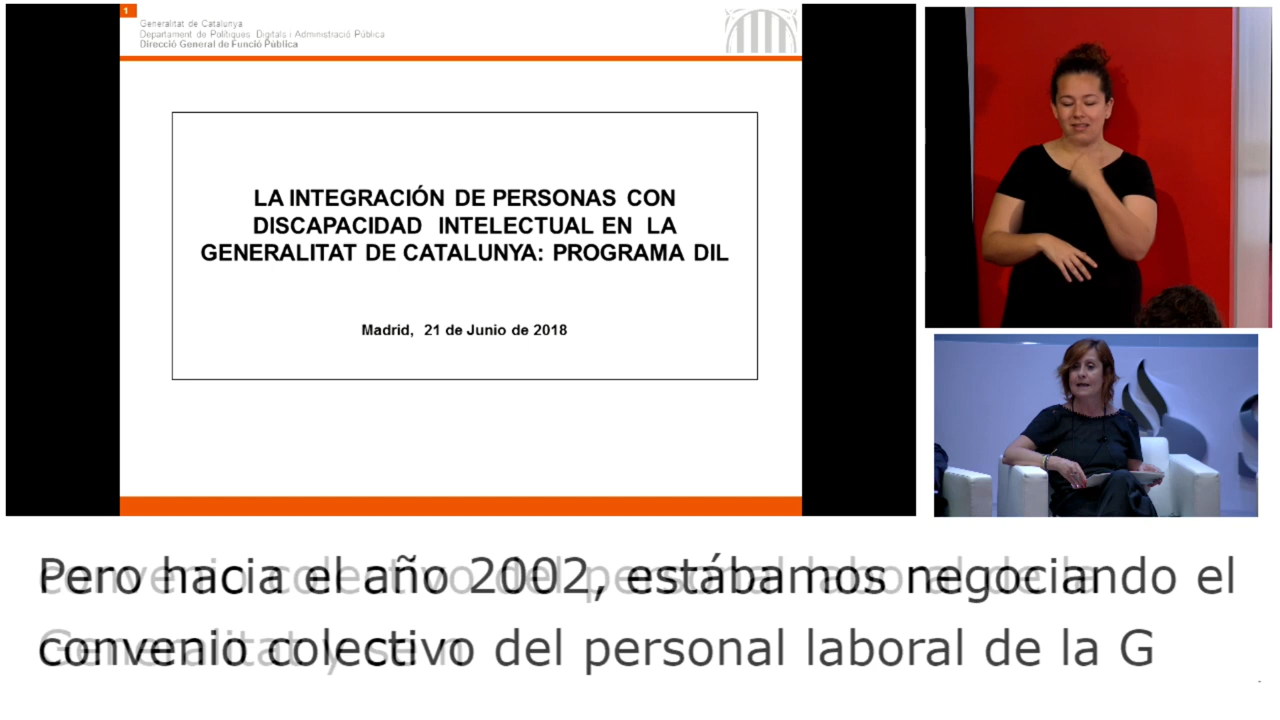 1
Generalitat de Catalunya
Departament de Polítiques Digitals i Administració Pública
Direcció General de Funció Pública
LA INTEGRACIÓN DE PERSONAS CON
DISCAPACIDAD INTELECTUAL EN LA
GENERALITAT DE CATALUNYA: PROGRAMA DIL
Madrid, 21 de Junio de 2018
Pero hacia el año 2002, estábamos negociando el
convenio colectivo del personal laboral de la G